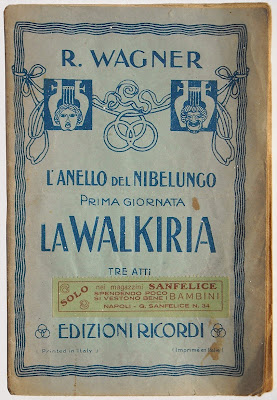 R. WAGNER
L'ANELLO DEL NIBELUNGO
PRIMA GIORNATA
LA WALKIRIA
TRE ATTI
SOLO nei magazzini SANFELICE
SPENDENDO POCO
SI VESTONO BENE I BAMBINI
NAPOLI - G. SANFELICE N. 34
EDIZIONI RICORDI
(Printed in Italy)
(Imprimé en Italie)